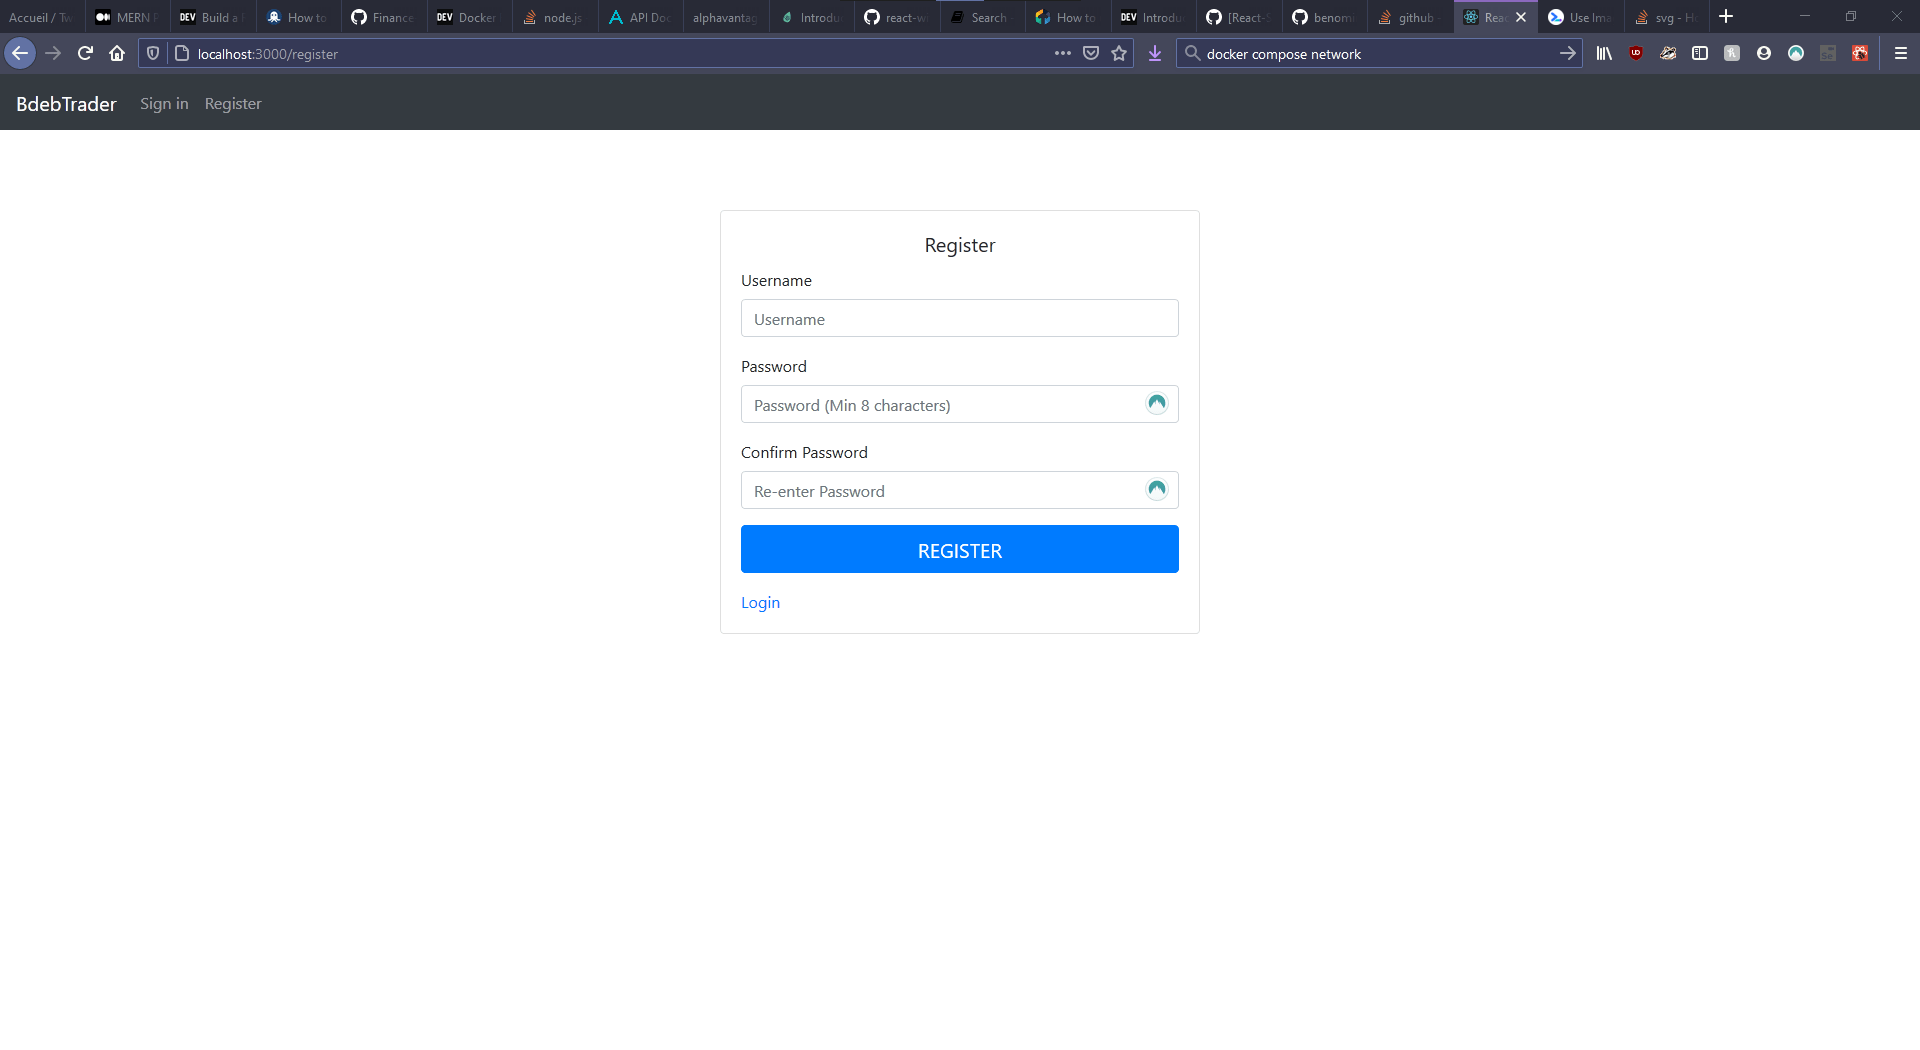 Accueil / Tw
MERN
DEV Build a
How to
Finance
DEV Docker
node.js
API Doc
alphavantag
Introdu
react-w
Search
How to
DEV Introdu
[React-S
benom
github
Reac
Use Ima
svg - Ho
localhost:3000/register
docker compose network
BdebTrader Sign in Register
Register
Username
Username
Password
Password (Min 8 characters)
Confirm Password
Re-enter Password
REGISTER
Login